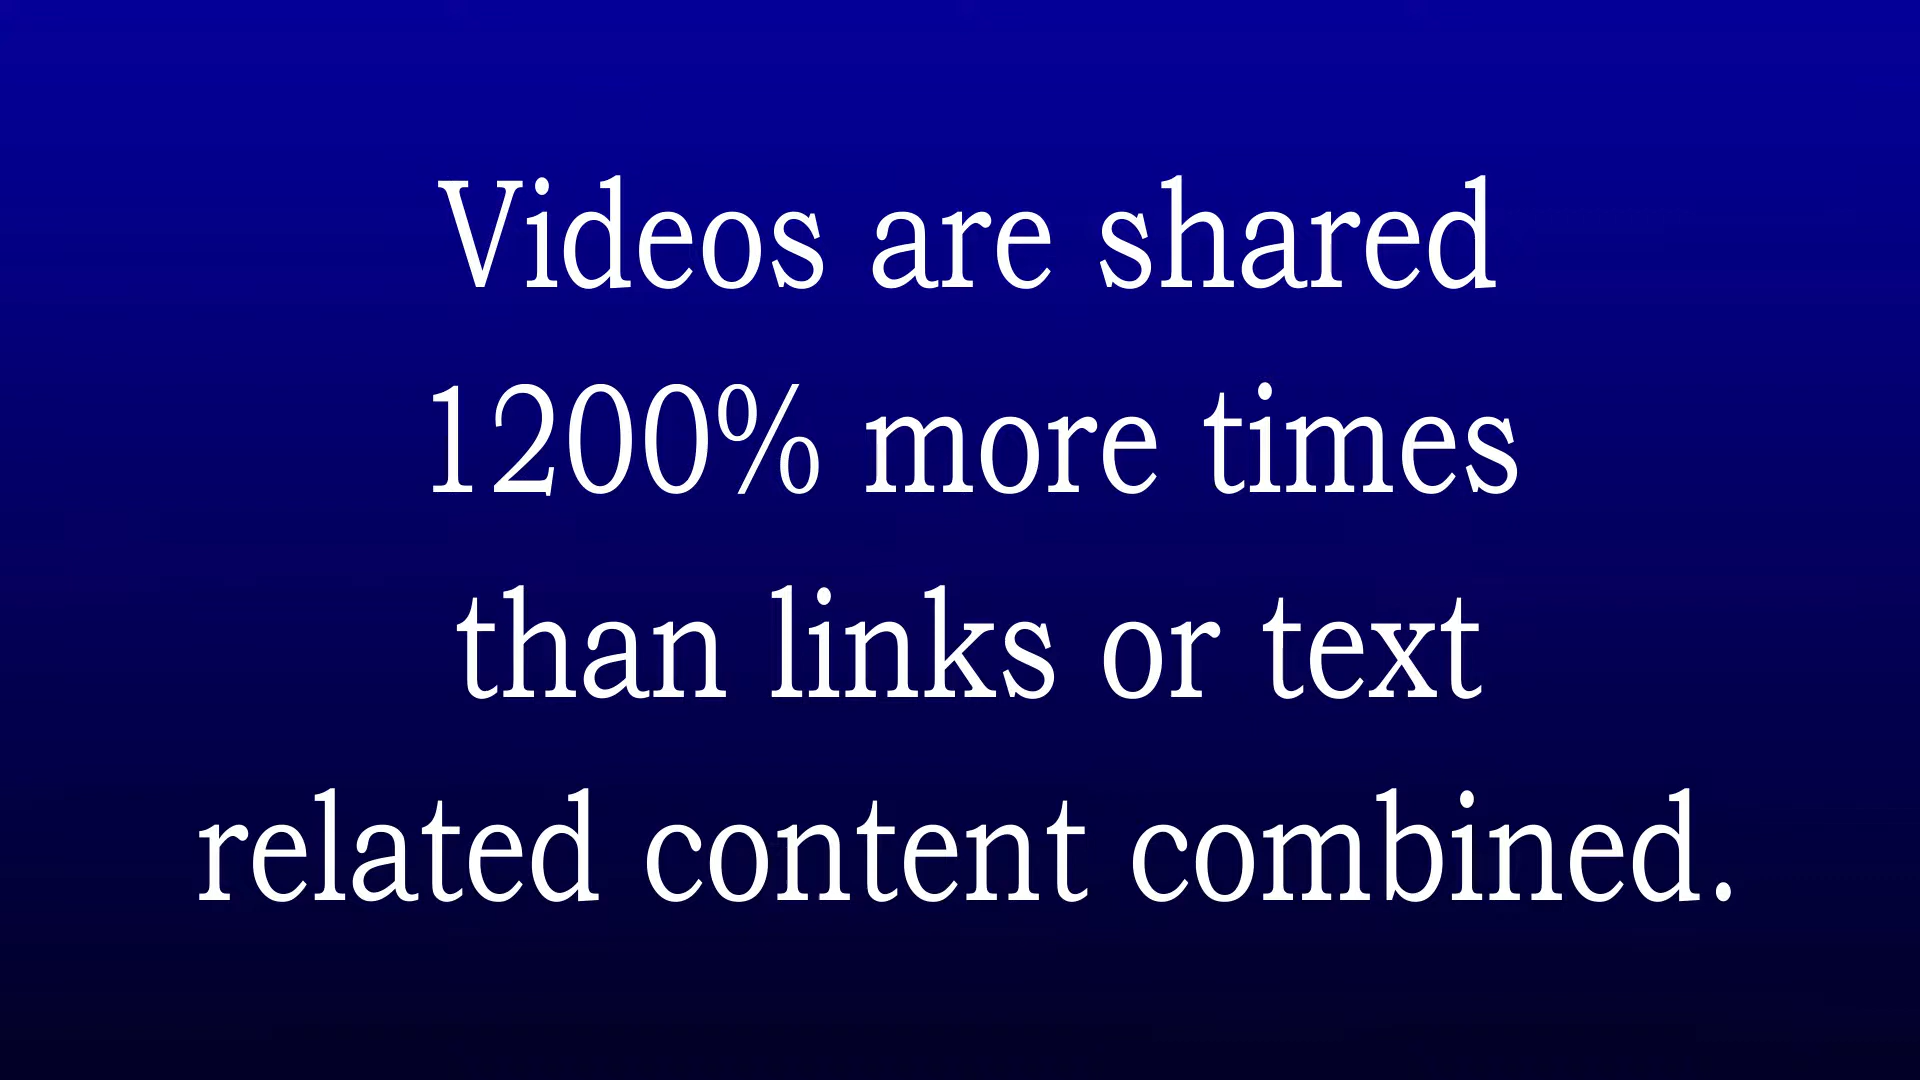 Videos are shared
1200% more times
than links or text
related content combined.